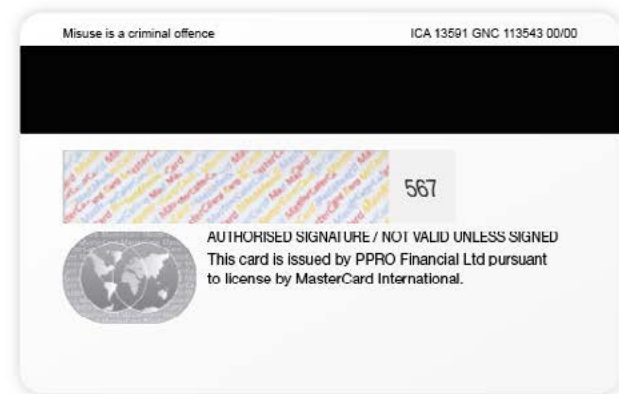 Misuse is a criminal offence ICA 13591 GNC 113543 00/00
567
AUTHORISED SIGNATURE / NOT VALID UNLESS SIGNED
This card is issued by PPRO Financial Ltd pursuant
to license by MasterCard International.